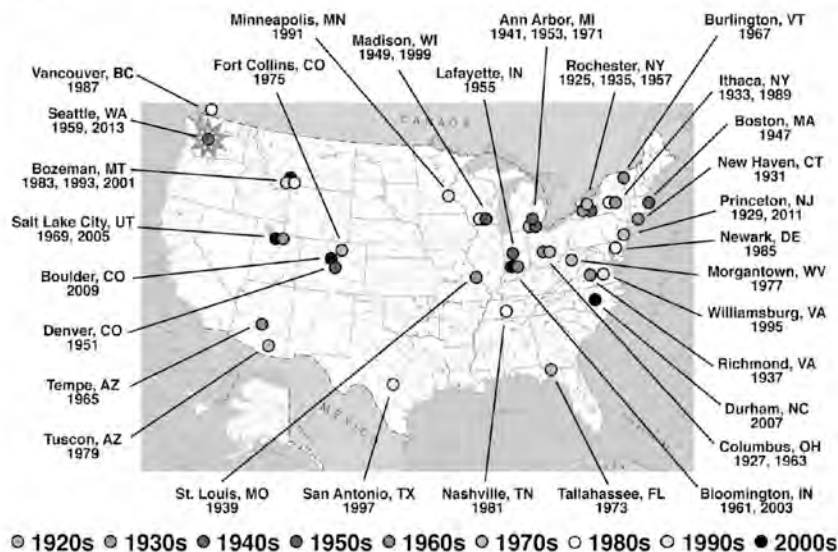 Minneapolis, MN
1991
Ann Arbor, MI
1941, 1953, 1971
Burlington, VT
1967
Madison, WI
1949, 1999
Fort Collins, CO
1975
Lafayette, IN
1955
Rochester, NY
1925, 1935, 1957
Vancouver, BC
1987
Ithaca, NY
1933, 1989
Seattle, WA
1959, 2013
CANADA
Boston, MA
1947
Bozeman, MT
1983, 1993, 2001
New Haven, CT
1931
Princeton, NJ
1929, 2011
Salt Lake City, UT
1969, 2005
Newark, DE
1985
Boulder, CO
2009
Morgantown, WV
1977
Williamsburg, VA
1995
Denver, CO
1951
Richmond, VA
1937
Tempe, AZ
1965
Durham, NC
2007
MEXICO
Tuscon, AZ
1979
Columbus, OH
1927, 1963
St. Louis, MO
1939
San Antonio, TX
1997
Nashville, TN
1981
Tallahassee, FL
1973
Bloomington, IN
1961, 2003
1920s 1930s 1940s 1950s 1960s 1970s 1980s 1990s 2000s